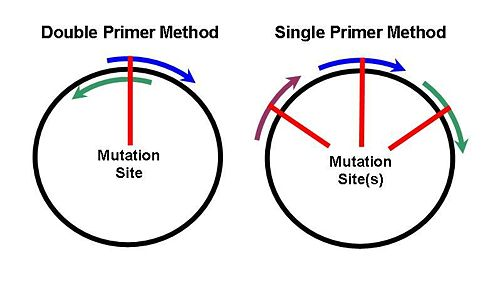 Double Primer Method
Single Primer Method
Mutation
Site
Mutation
Site(s)